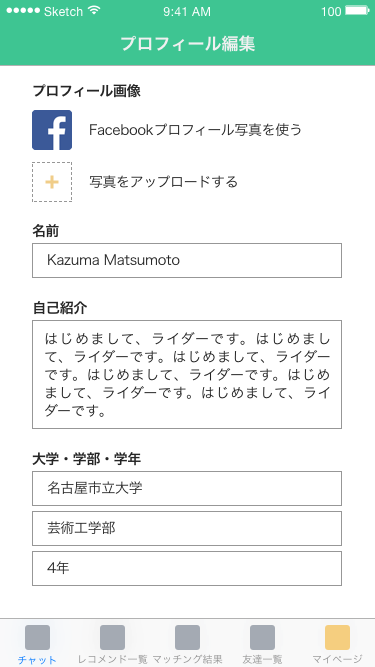 Sketch 9:41 AM 100
プロフィール編集
プロフィール画像
Facebookプロフィール写真を使う
+ 写真をアップロードする
名前
Kazuma Matsumoto
自己紹介
はじめまして、ライダーです。はじめまし
て、ライダーです。はじめまして、ライダー
です。はじめまして、ライダーです。はじめ
まして、ライダーです。はじめまして、ライ
ダーです。
大学・学部・学年
名古屋市立大学
芸術工学部
4年
チャット レコメンド一覧 マッチング結果 友達一覧 マイページ